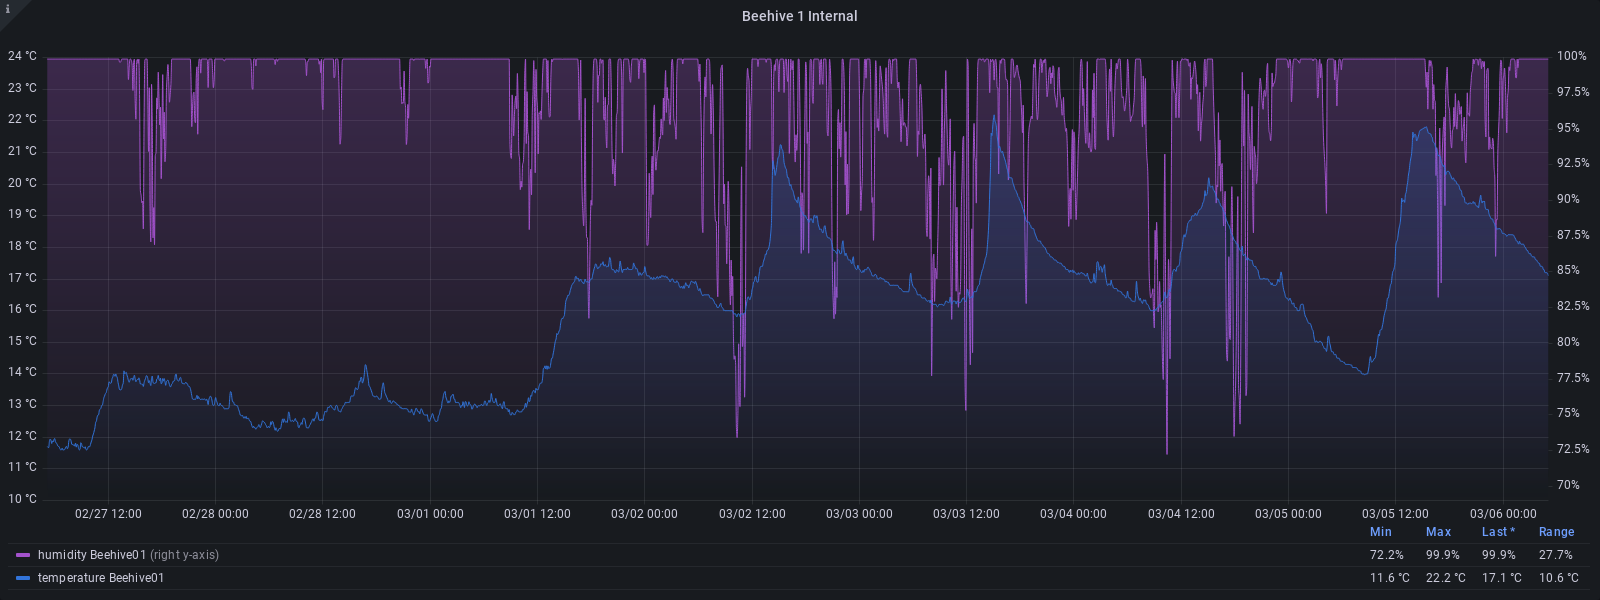 i
Beehive 1 Internal
24 °C 100%
23 °C 97.5%
22 °C 95%
21 °C 92.5%
20 °C 90%
19 °C 87.5%
18 °C 85%
17 °C 82.5%
16 °C 80%
15 °C 77.5%
14 °C 75%
13 °C 72.5%
12 °C 70%
11 °C
10 °C
02/27 12:00 02/28 00:00 02/28 12:00 03/01 00:00 03/01 12:00 03/02 00:00 03/02 12:00 03/03 00:00 03/03 12:00 03/04 00:00 03/04 12:00 03/05 00:00 03/05 12:00 03/06 00:00
Min Max Last * Range
humidity Beehive01 (right y-axis) 72.2% 99.9% 99.9% 27.7%
temperature Beehive01 11.6 °C 22.2 °C 17.1 °C 10.6 °C